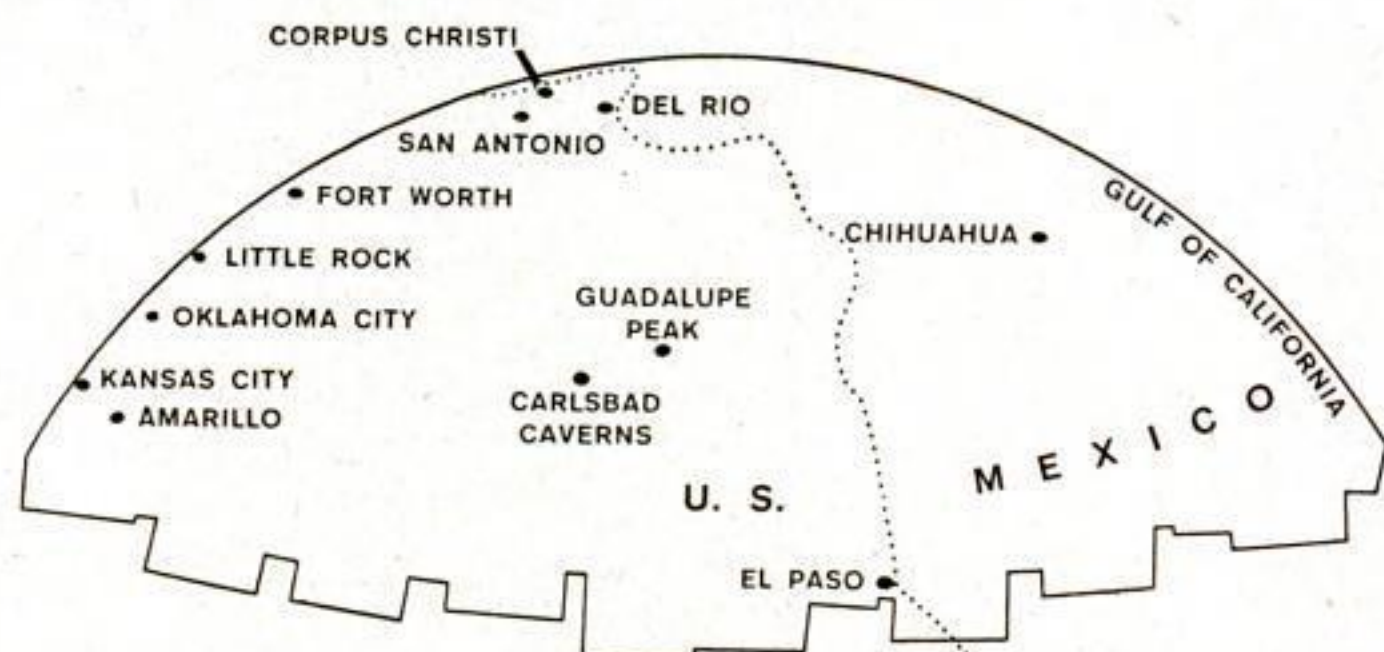 CORPUS CHRISTI
DEL RIO
SAN ANTONIO
FORT WORTH
CHIHUAHUA
GULF OF CALIFORNIA
LITTLE ROCK
GUADALUPE
PEAK
OKLAHOMA CITY
KANSAS CITY
AMARILLO
CARLSBAD
CAVERNS
MEXICO
U. S.
EL PASO